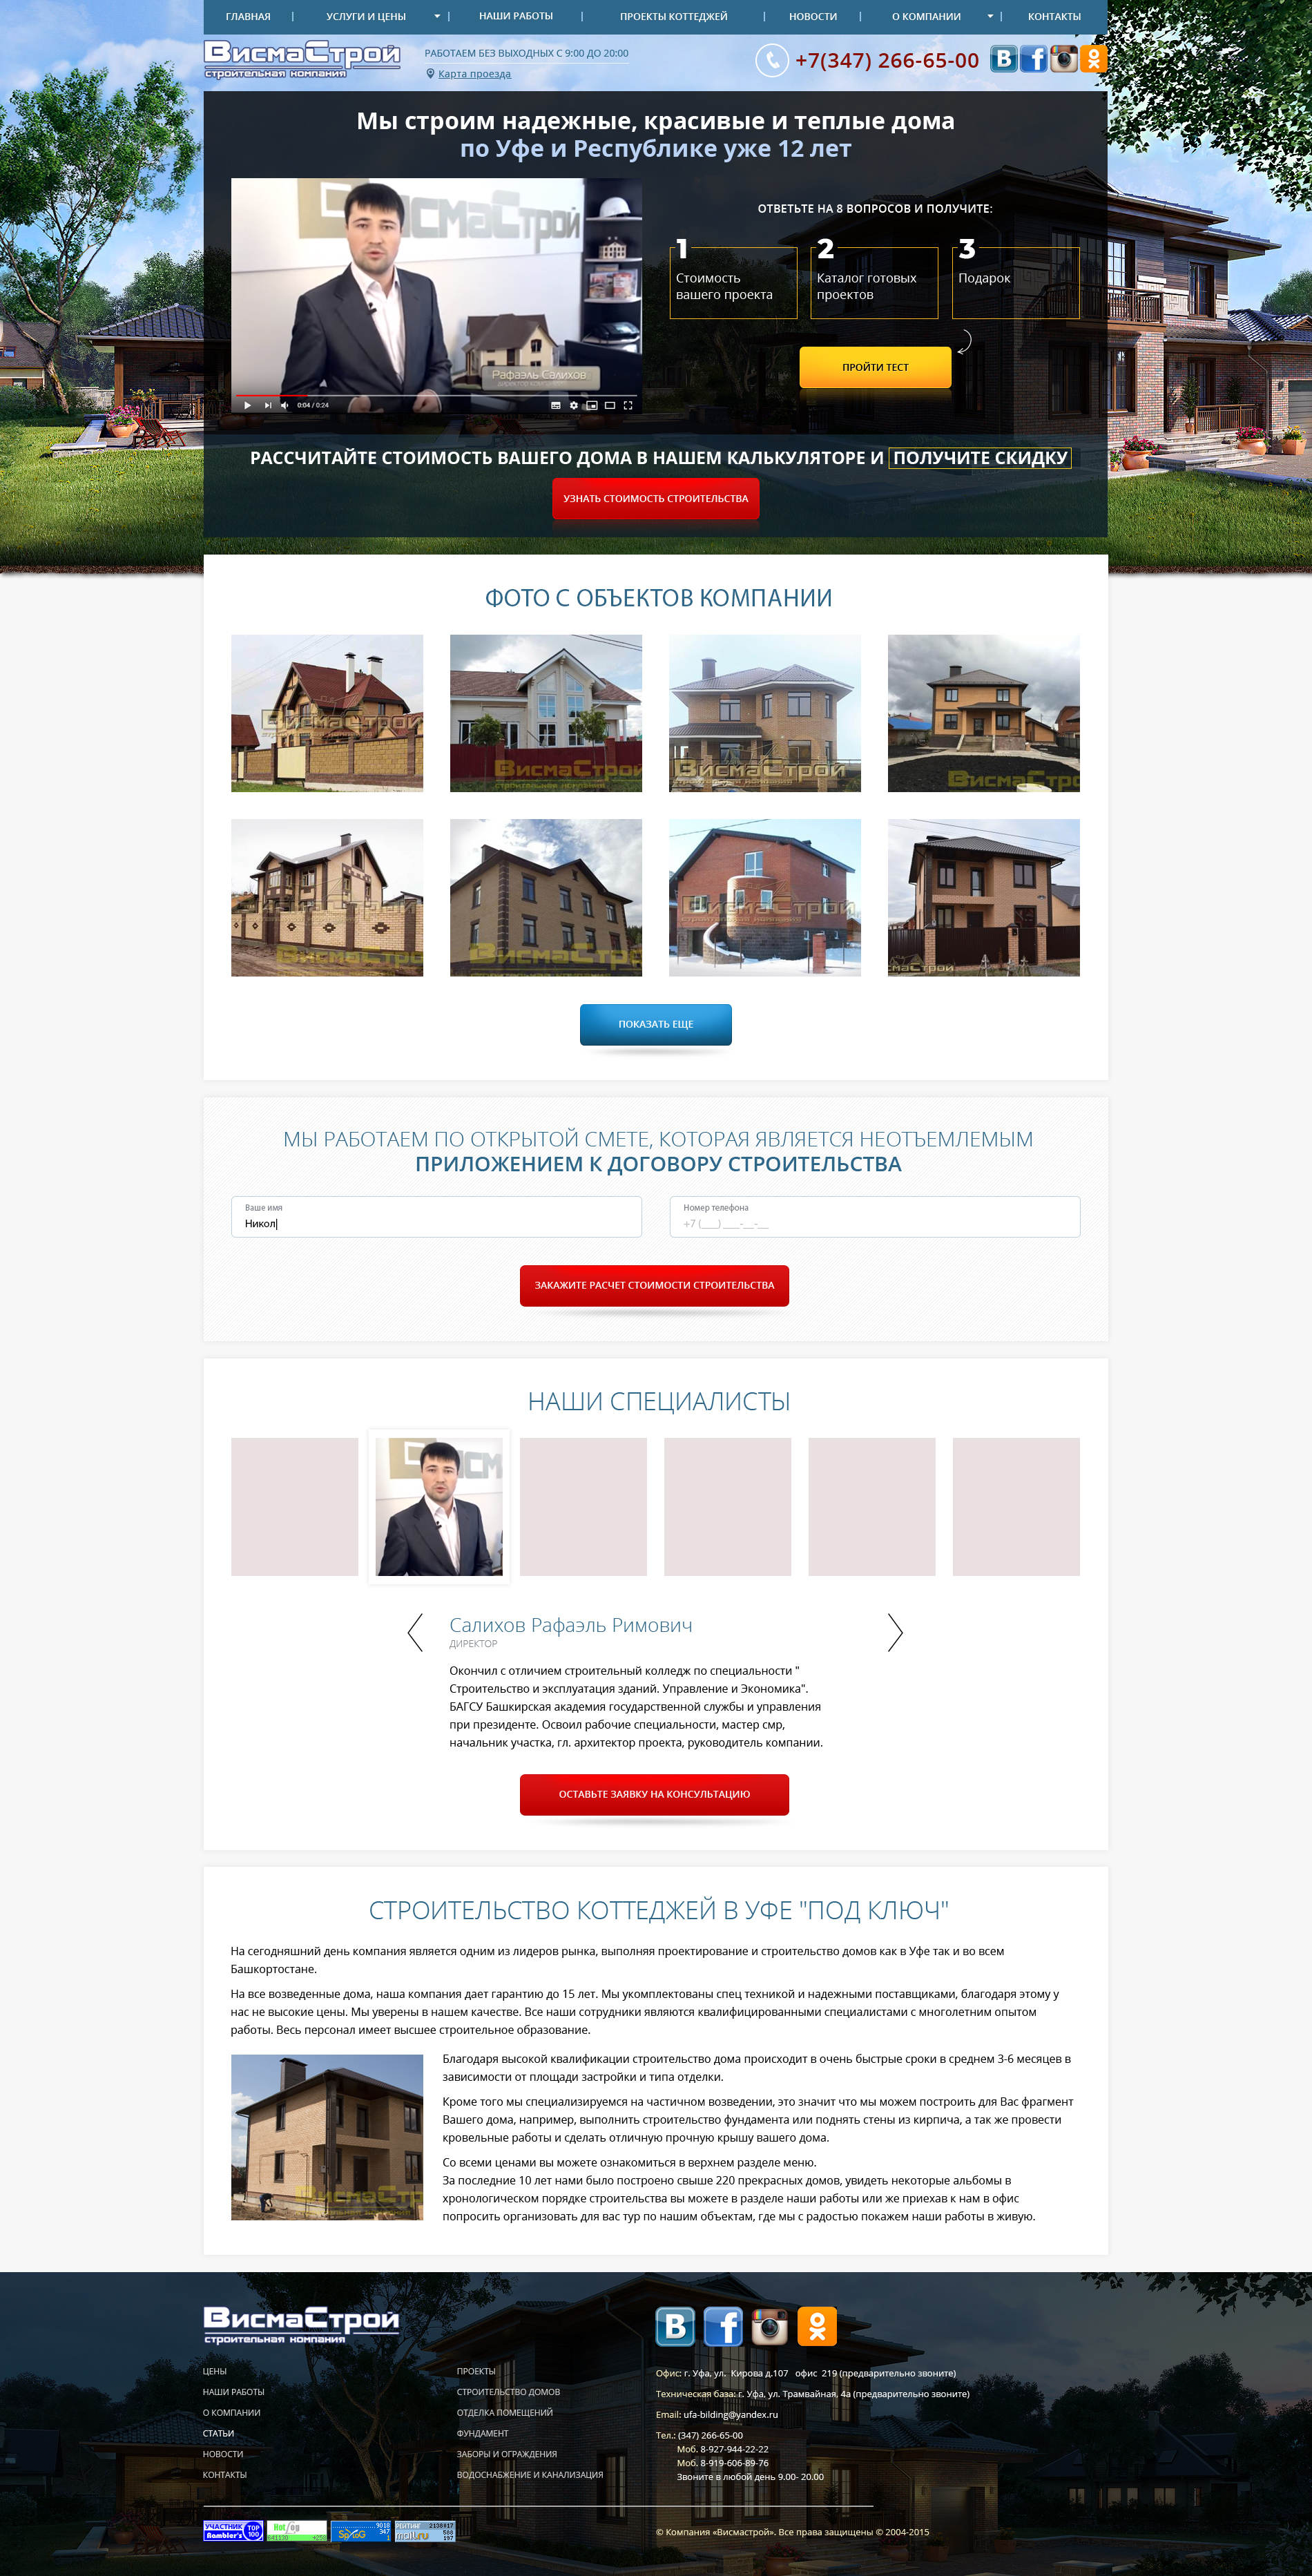 ГЛАВНАЯ | УСЛУГИ И ЦЕНЫ | НАШИ РАБОТЫ | ПРОЕКТЫ КОТТЕДЖЕЙ | НОВОСТИ | О КОМПАНИИ | КОНТАКТЫ
ВисмаСтрой
строительная компания
РАБОТАЕМ БЕЗ ВЫХОДНЫХ С 9:00 ДО 20:00
Карта проезда
+7(347) 266-65-00
Мы строим надежные, красивые и теплые дома
по Уфе и Республике уже 12 лет
Рафаэль Салихов
0:04 / 0:24
ОТВЕТЬТЕ НА 8 ВОПРОСОВ И ПОЛУЧИТЕ:
1
Стоимость
вашего проекта
2
Каталог готовых
проектов
3
Подарок
ПРОЙТИ ТЕСТ
РАССЧИТАЙТЕ СТОИМОСТЬ ВАШЕГО ДОМА В НАШЕМ КАЛЬКУЛЯТОРЕ И ПОЛУЧИТЕ СКИДКУ
УЗНАТЬ СТОИМОСТЬ СТРОИТЕЛЬСТВА
ФОТО С ОБЪЕКТОВ КОМПАНИИ
ПОКАЗАТЬ ЕЩЕ
МЫ РАБОТАЕМ ПО ОТКРЫТОЙ СМЕТЕ, КОТОРАЯ ЯВЛЯЕТСЯ НЕОТЪЕМЛЕМЫМ
ПРИЛОЖЕНИЕМ К ДОГОВОРУ СТРОИТЕЛЬСТВА
Ваше имя
Никол
Номер телефона
+7 (___) ___-__-__
ЗАКАЖИТЕ РАСЧЕТ СТОИМОСТИ СТРОИТЕЛЬСТВА
НАШИ СПЕЦИАЛИСТЫ
Салихов Рафаэль Римович
ДИРЕКТОР
Окончил с отличием строительный колледж по специальности "
Строительство и эксплуатация зданий. Управление и Экономика".
БАГСУ Башкирская академия государственной службы и управления
при президенте. Освоил рабочие специальности, мастер смр,
начальник участка, гл. архитектор проекта, руководитель компании.
ОСТАВЬТЕ ЗАЯВКУ НА КОНСУЛЬТАЦИЮ
СТРОИТЕЛЬСТВО КОТТЕДЖЕЙ В УФЕ "ПОД КЛЮЧ"
На сегодняшний день компания является одним из лидеров рынка, выполняя проектирование и строительство домов как в Уфе так и во всем
Башкортостане.
На все возведенные дома, наша компания дает гарантию до 15 лет. Мы укомплектованы спец техникой и надежными поставщиками, благодаря этому у
нас не высокие цены. Мы уверены в нашем качестве. Все наши сотрудники являются квалифицированными специалистами с многолетним опытом
работы. Весь персонал имеет высшее строительное образование.
Благодаря высокой квалификации строительство дома происходит в очень быстрые сроки в среднем 3-6 месяцев в
зависимости от площади застройки и типа отделки.
Кроме того мы специализируемся на частичном возведении, это значит что мы можем построить для Вас фрагмент
Вашего дома, например, выполнить строительство фундамента или поднять стены из кирпича, а так же провести
кровельные работы и сделать отличную прочную крышу вашего дома.
Со всеми ценами вы можете ознакомиться в верхнем разделе меню.
За последние 10 лет нами было построено свыше 220 прекрасных домов, увидеть некоторые альбомы в
хронологическом порядке строительства вы можете в разделе наши работы или же приехав к нам в офис
попросить организовать для вас тур по нашим объектам, где мы с радостью покажем наши работы в живую.
ВисмаСтрой
строительная компания
ЦЕНЫ
НАШИ РАБОТЫ
О КОМПАНИИ
СТАТЬИ
НОВОСТИ
КОНТАКТЫ
ПРОЕКТЫ
СТРОИТЕЛЬСТВО ДОМОВ
ОТДЕЛКА ПОМЕЩЕНИЙ
ФУНДАМЕНТ
ЗАБОРЫ И ОГРАЖДЕНИЯ
ВОДОСНАБЖЕНИЕ И КАНАЛИЗАЦИЯ
Офис: г. Уфа, ул. Кирова д.107 офис 219 (предварительно звоните)
Техническая база: г. Уфа, ул. Трамвайная, 4а (предварительно звоните)
Email: ufa-bilding@yandex.ru
Тел.: (347) 266-65-00
Моб. 8-927-944-22-22
Моб. 8-919-606-89-76
Звоните в любой день 9.00- 20.00
УЧАСТНИК
Rambler's
TOP
100
РЕЙТИНГ
mail.ru
© Компания «Висмастрой». Все права защищены © 2004-2015